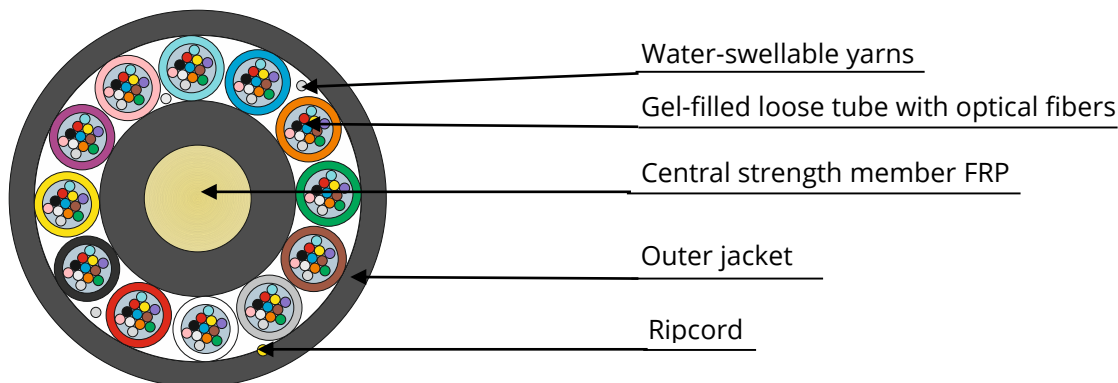 Water-swellable yarns
Gel-filled loose tube with optical fibers
Central strength member FRP
Outer jacket
Ripcord